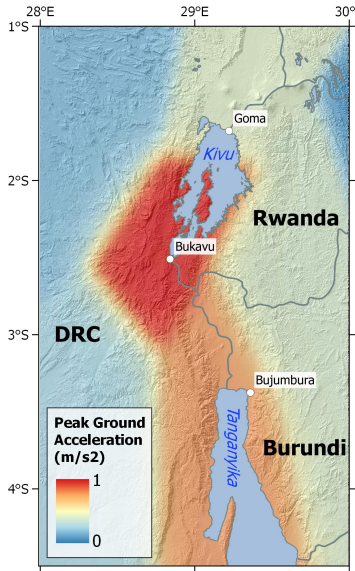 28°E
29°E
30°
1°S
Goma
Kivu
2°S
Rwanda
Bukavu
3°S
DRC
Bujumbura
Tanganyika
Burundi
Peak Ground
Acceleration
(m/s2)
1
0
4°S